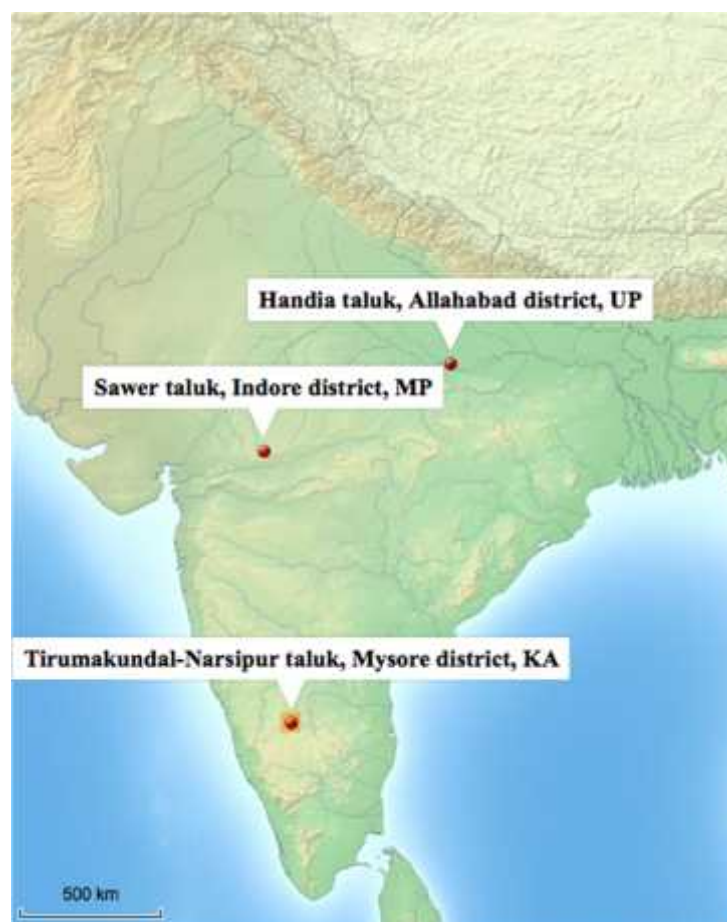 Handia taluk, Allahabad district, UP
Sawer taluk, Indore district, MP
Tirumakundal-Narsipur taluk, Mysore district, KA
500 km